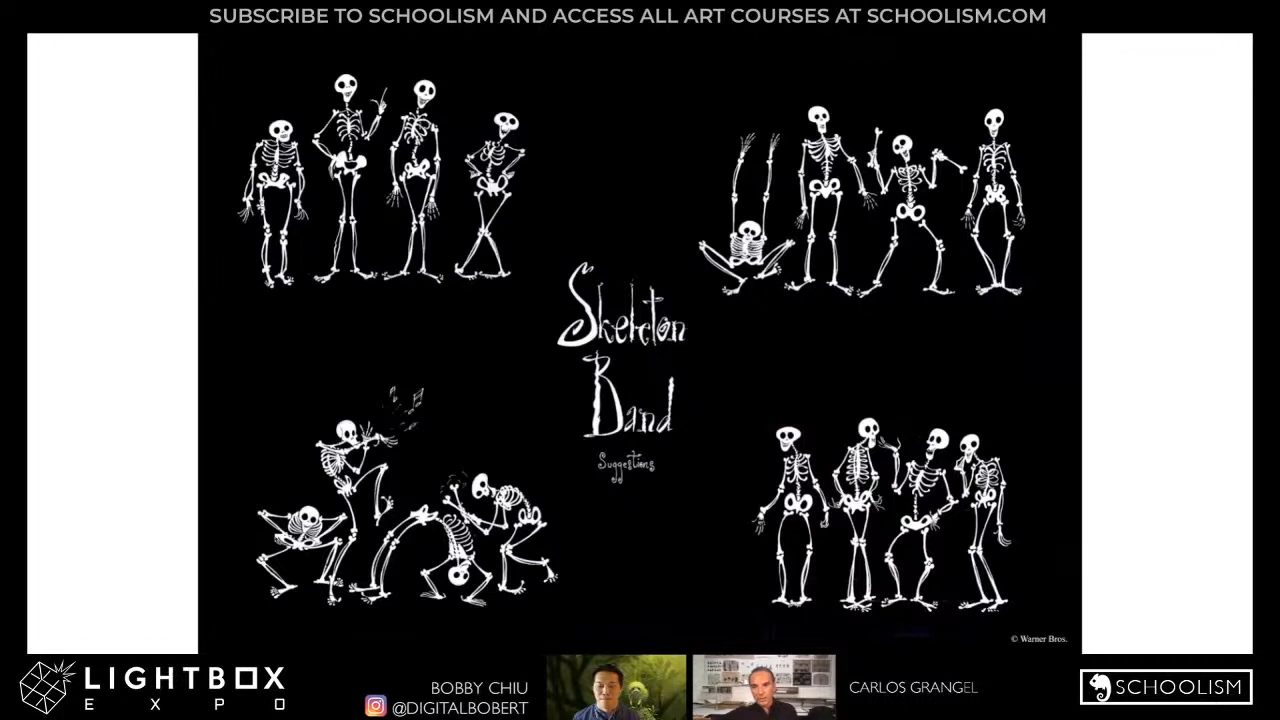 SUBSCRIBE TO SCHOOLISM AND ACCESS ALL ART COURSES AT SCHOOLISM.COM
Skeleton
Band
Suggestions
© Warner Bros.
LIGHTBOX
EXPO
BOBBY CHIU
@DIGITALBOBERT
CARLOS GRANGEL
SCHOOLISM